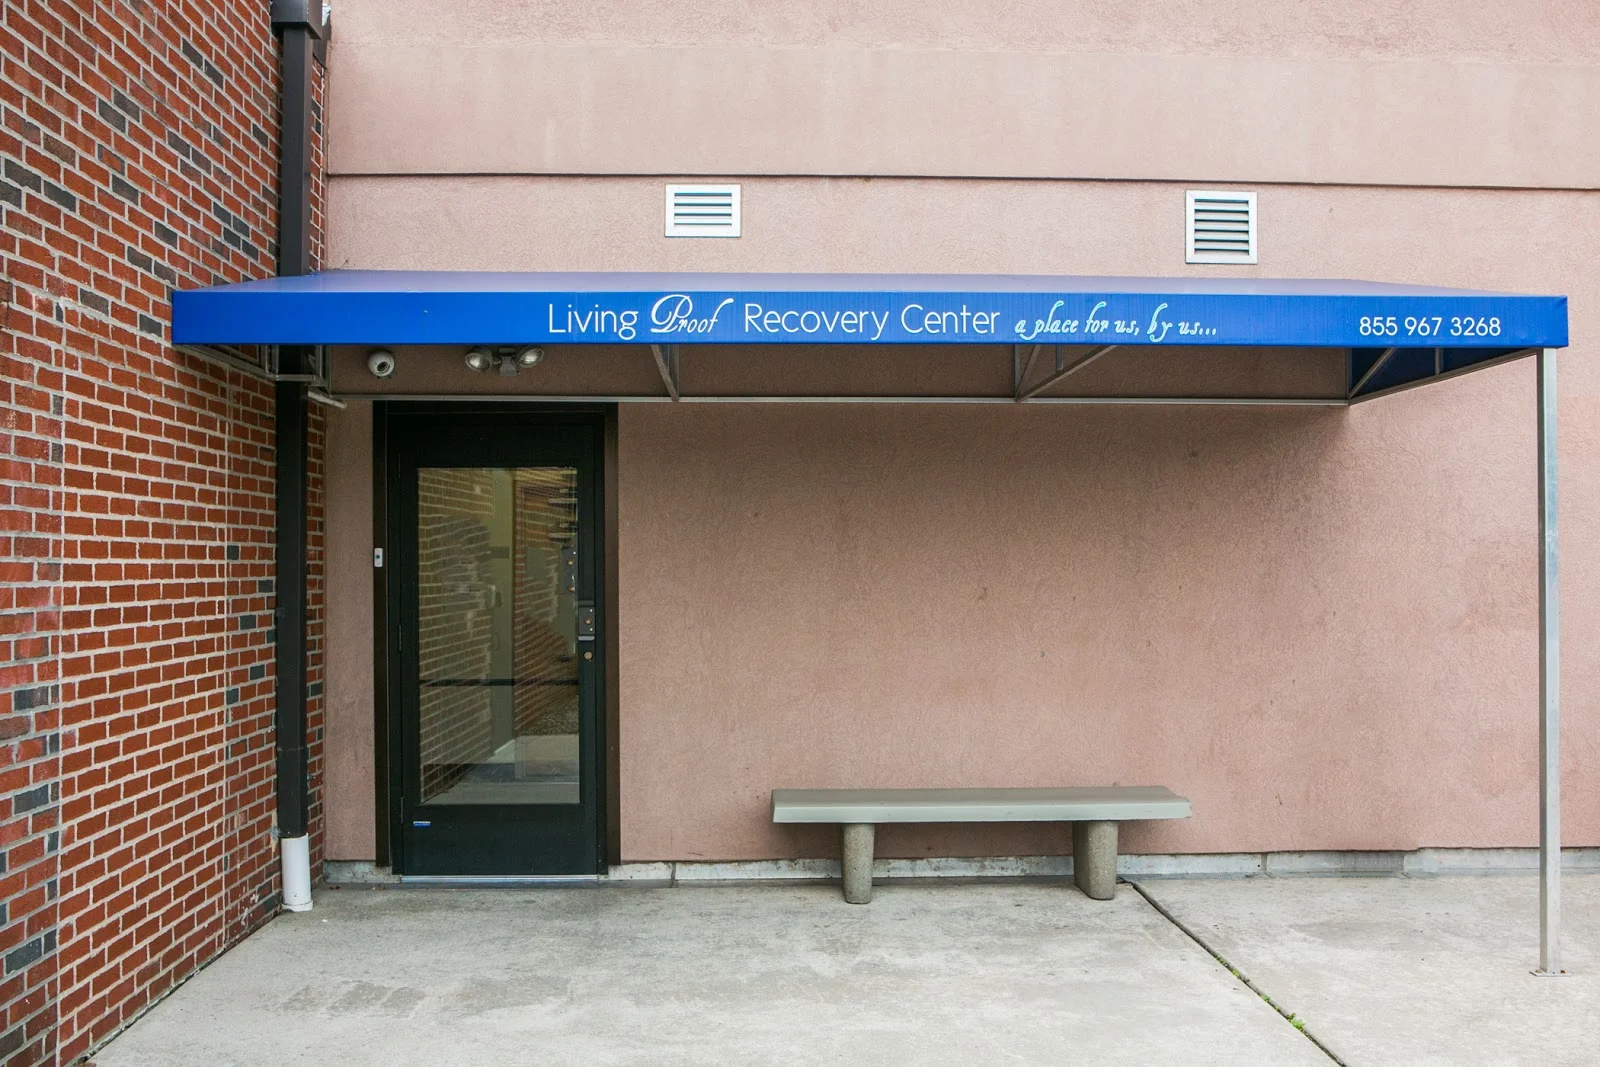 Living Proof Recovery Center a place for us, by us... 855 967 3268